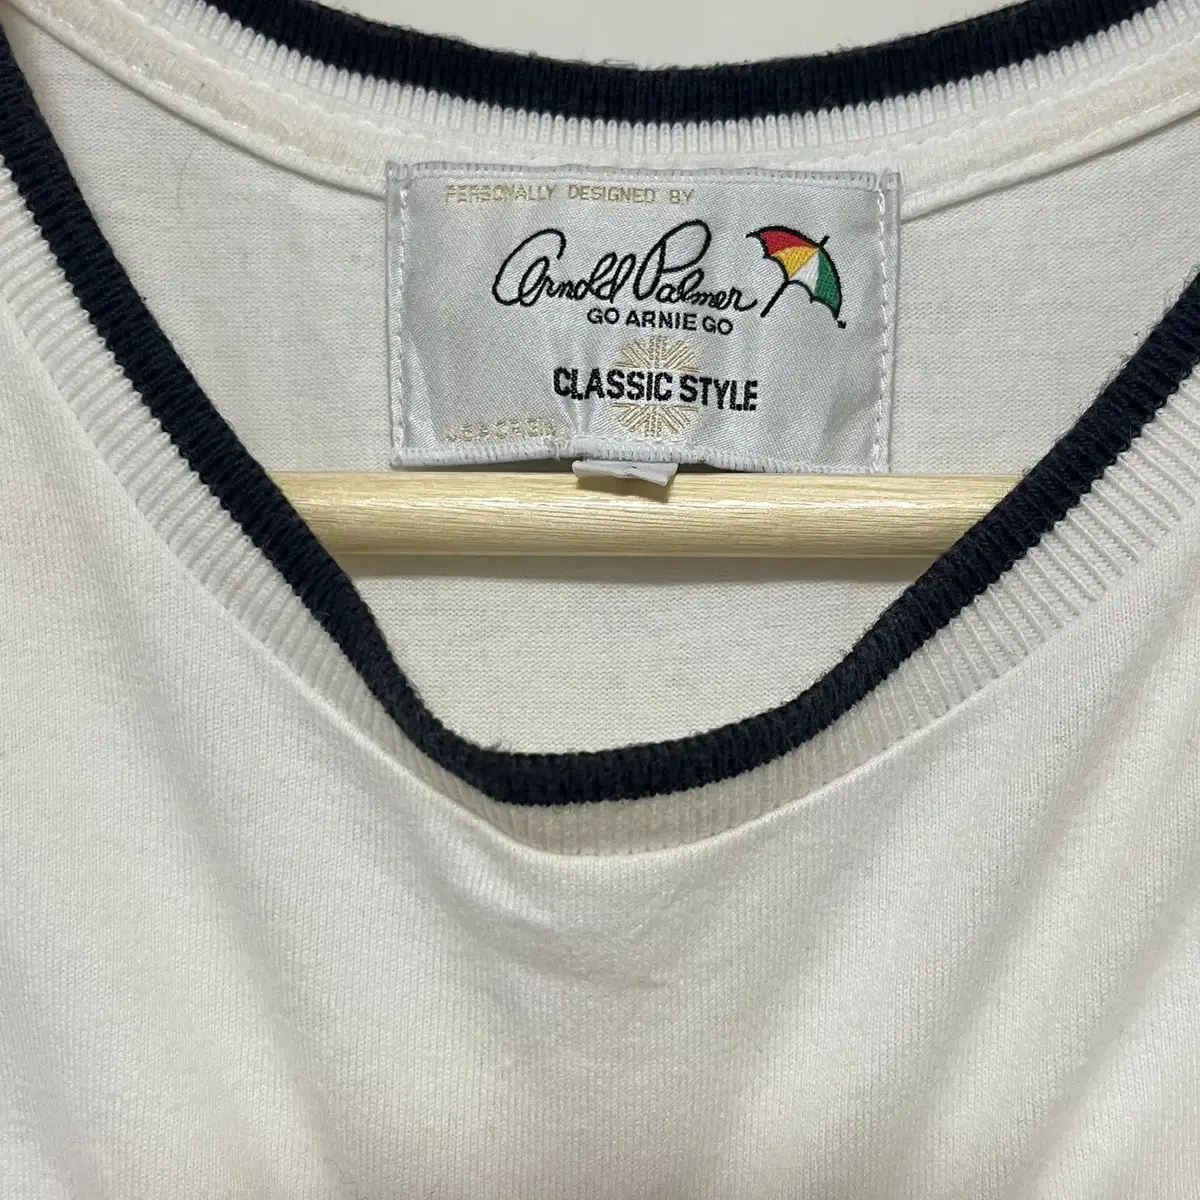 PERSONALLY DESIGNED BY
Arnold Palmer
GO ARNIE GO
CLASSIC STYLE